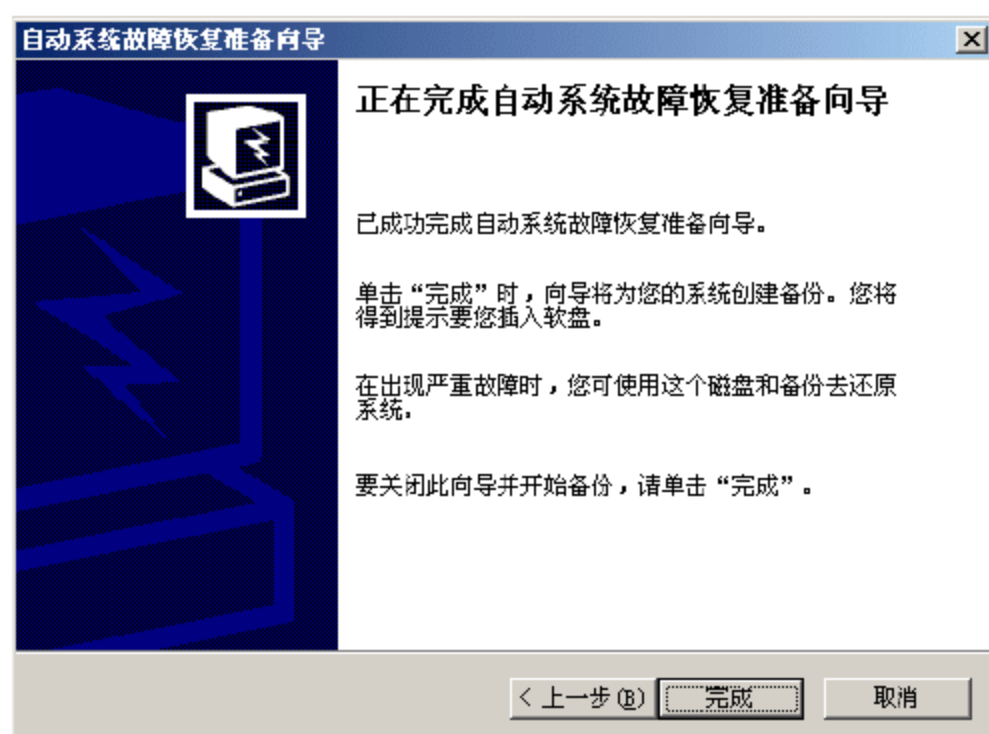 自动系统故障恢复准备向导
正在完成自动系统故障恢复准备向导
已成功完成自动系统故障恢复准备向导。
单击“完成”时，向导将为您的系统创建备份。您将
得到提示要您插入软盘。
在出现严重故障时，您可使用这个磁盘和备份去还原
系统。
要关闭此向导并开始备份，请单击“完成”。
< 上一步(B) 完成 取消